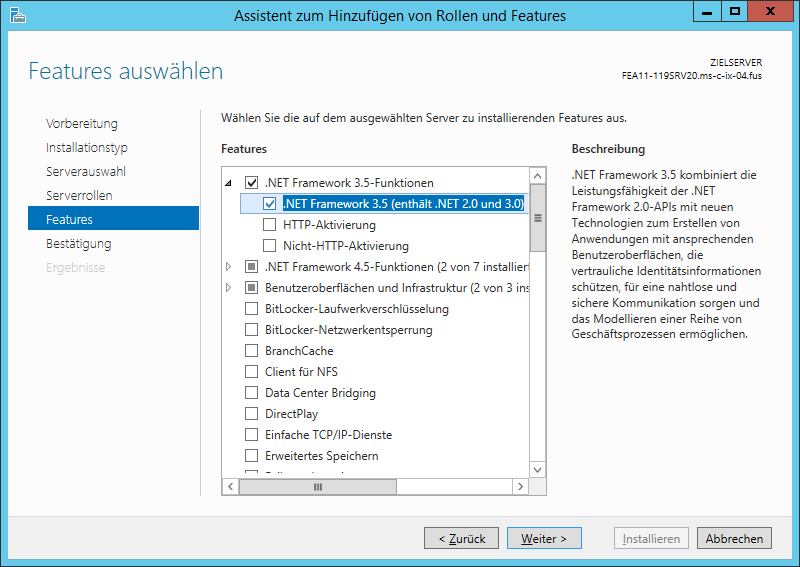 Assistent zum Hinzufügen von Rollen und Features
Features auswählen
ZIELSERVER
FEA11-119SRV20.ms-c-ix-04.fus
Vorbereitung
Installationstyp
Serverauswahl
Serverrollen
Features
Bestätigung
Ergebnisse
Wählen Sie die auf dem ausgewählten Server zu installierenden Features aus.
Features
.NET Framework 3.5-Funktionen
.NET Framework 3.5 (enthält .NET 2.0 und 3.0)
HTTP-Aktivierung
Nicht-HTTP-Aktivierung
.NET Framework 4.5-Funktionen (2 von 7 installiert
Benutzeroberflächen und Infrastruktur (2 von 3 ins
BitLocker-Laufwerkverschlüsselung
BitLocker-Netzwerkentsperrung
BranchCache
Client für NFS
Data Center Bridging
DirectPlay
Einfache TCP/IP-Dienste
Erweitertes Speichern
Beschreibung
.NET Framework 3.5 kombiniert die
Leistungsfähigkeit der .NET
Framework 2.0-APIs mit neuen
Technologien zum Erstellen von
Anwendungen mit ansprechenden
Benutzeroberflächen, die
vertrauliche Identitätsinformationen
schützen, für eine nahtlose und
sichere Kommunikation sorgen und
das Modellieren einer Reihe von
Geschäftsprozessen ermöglichen.
< Zurück
Weiter >
Installieren
Abbrechen